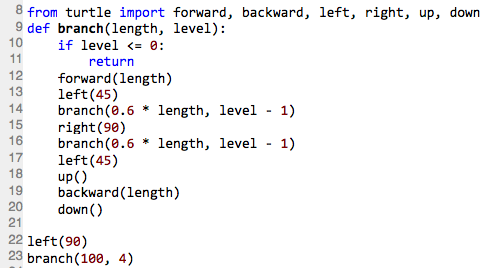 8 from turtle import forward, backward, left, right, up, down
9 def branch(length, level):
10     if level <= 0:
11         return
12     forward(length)
13     left(45)
14     branch(0.6 * length, level - 1)
15     right(90)
16     branch(0.6 * length, level - 1)
17     left(45)
18     up()
19     backward(length)
20     down()
21
22 left(90)
23 branch(100, 4)